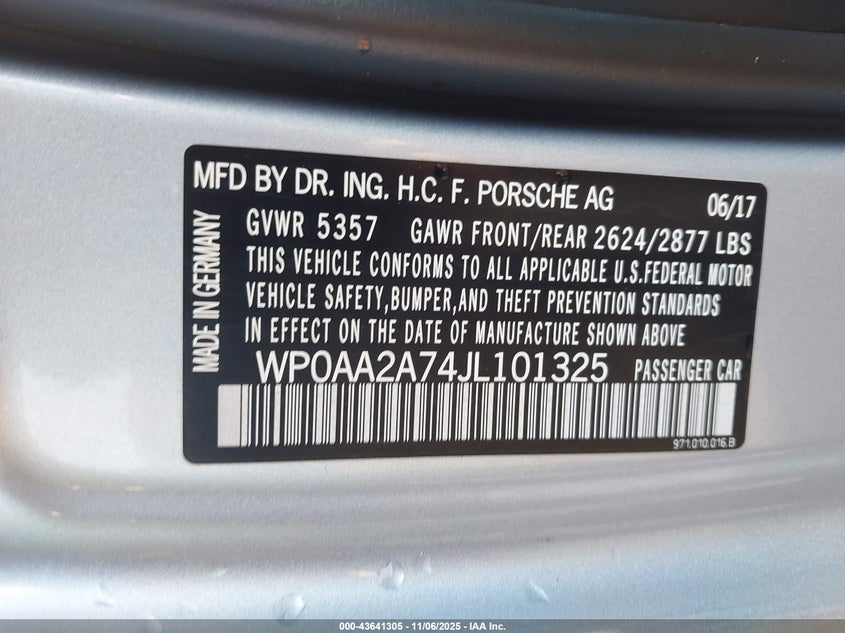 MFD BY DR. ING. H.C. F. PORSCHE AG 06/17
GVWR 5357 GAWR FRONT/REAR 2624/2877 LBS
THIS VEHICLE CONFORMS TO ALL APPLICABLE U.S.FEDERAL MOTOR
VEHICLE SAFETY,BUMPER,AND THEFT PREVENTION STANDARDS
IN EFFECT ON THE DATE OF MANUFACTURE SHOWN ABOVE
MADE IN GERMANY
WP0AA2A74JL101325 PASSENGER CAR
971.010.016.B
000-43641305 - 11/06/2025 - IAA Inc.